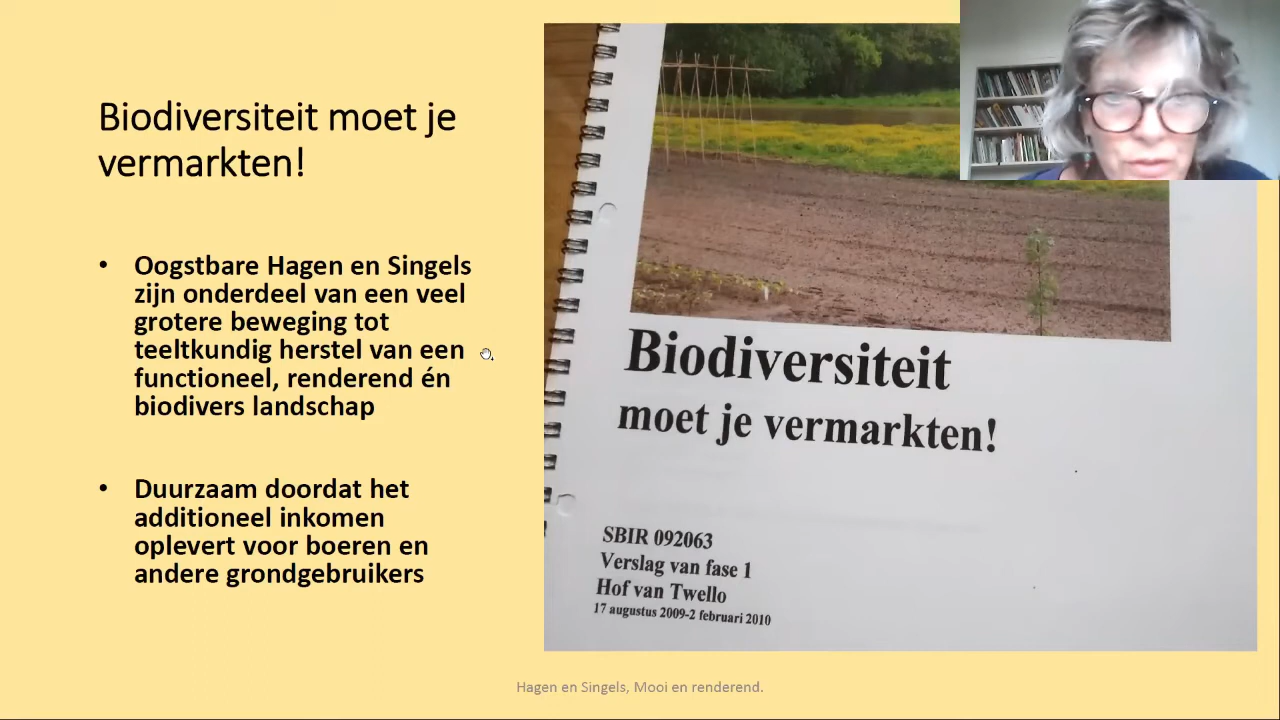 Biodiversiteit moet je
vermarkten!
• Oogstbare Hagen en Singels
zijn onderdeel van een veel
grotere beweging tot
teeltkundig herstel van een
functioneel, renderend én
biodivers landschap
• Duurzaam doordat het
additioneel inkomen
oplevert voor boeren en
andere grondgebruikers
Biodiversiteit
moet je vermarkten!
SBIR 092063
Verslag van fase 1
Hof van Twello
17 augustus 2009-2 februari 2010
Hagen en Singels, Mooi en renderend.